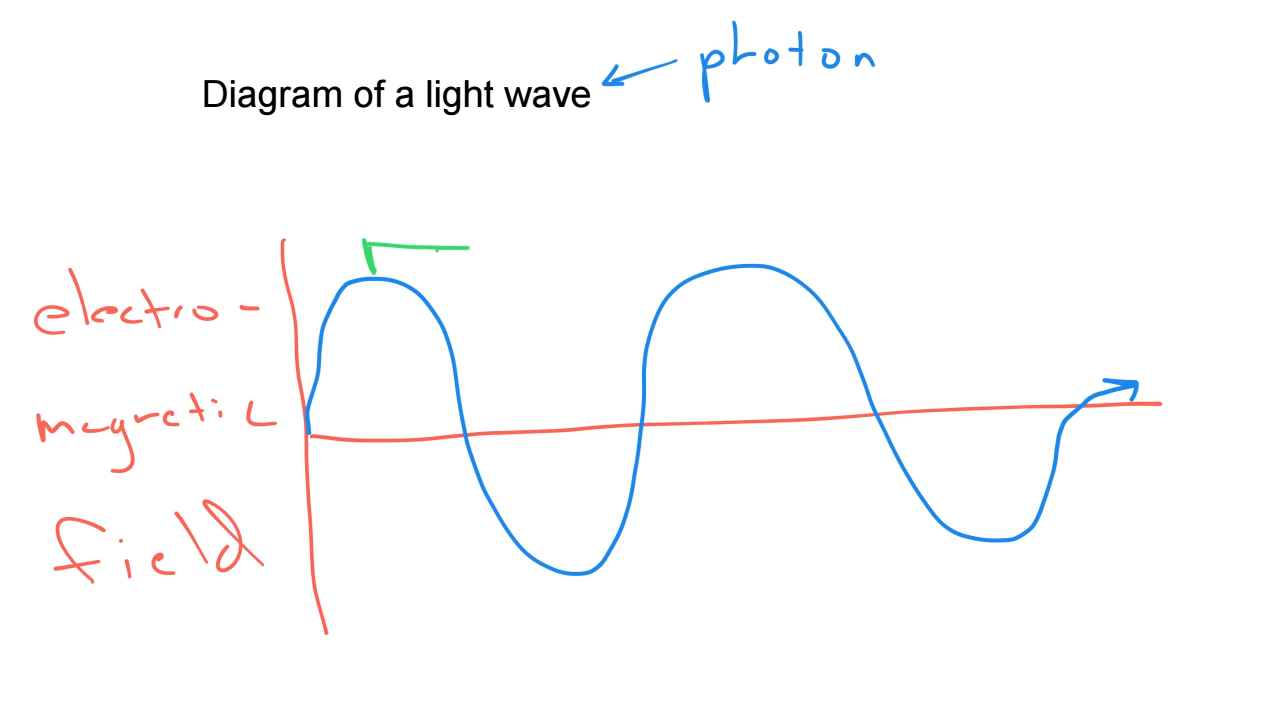 Diagram of a light wave
photon
electro-
magnetic
field